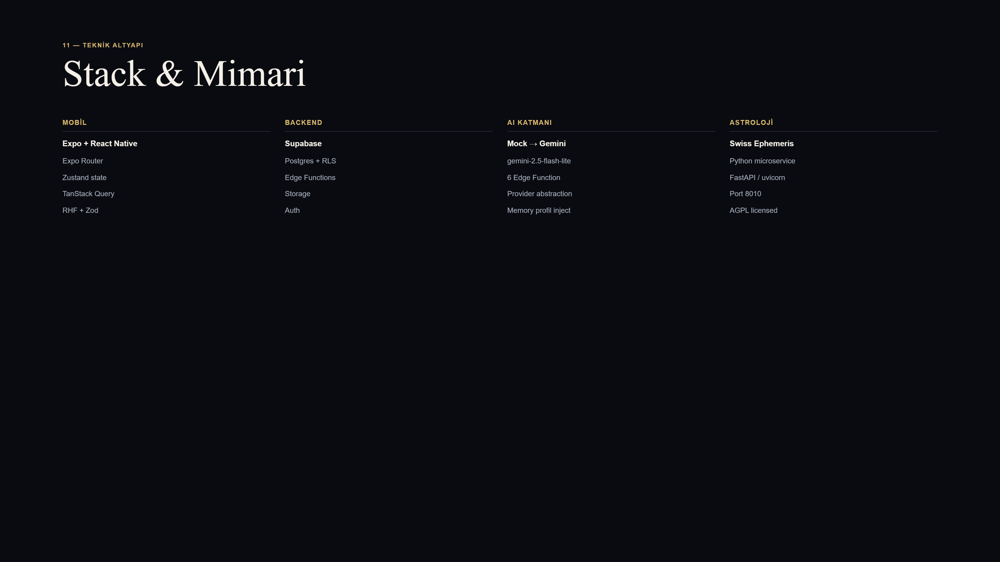 11 — TEKNİK ALTYAPI
Stack & Mimari
MOBİL
Expo + React Native
Expo Router
Zustand state
TanStack Query
RHF + Zod
BACKEND
Supabase
Postgres + RLS
Edge Functions
Storage
Auth
AI KATMANI
Mock → Gemini
gemini-2.5-flash-lite
6 Edge Function
Provider abstraction
Memory profil inject
ASTROLOJİ
Swiss Ephemeris
Python microservice
FastAPI / uvicorn
Port 8010
AGPL licensed